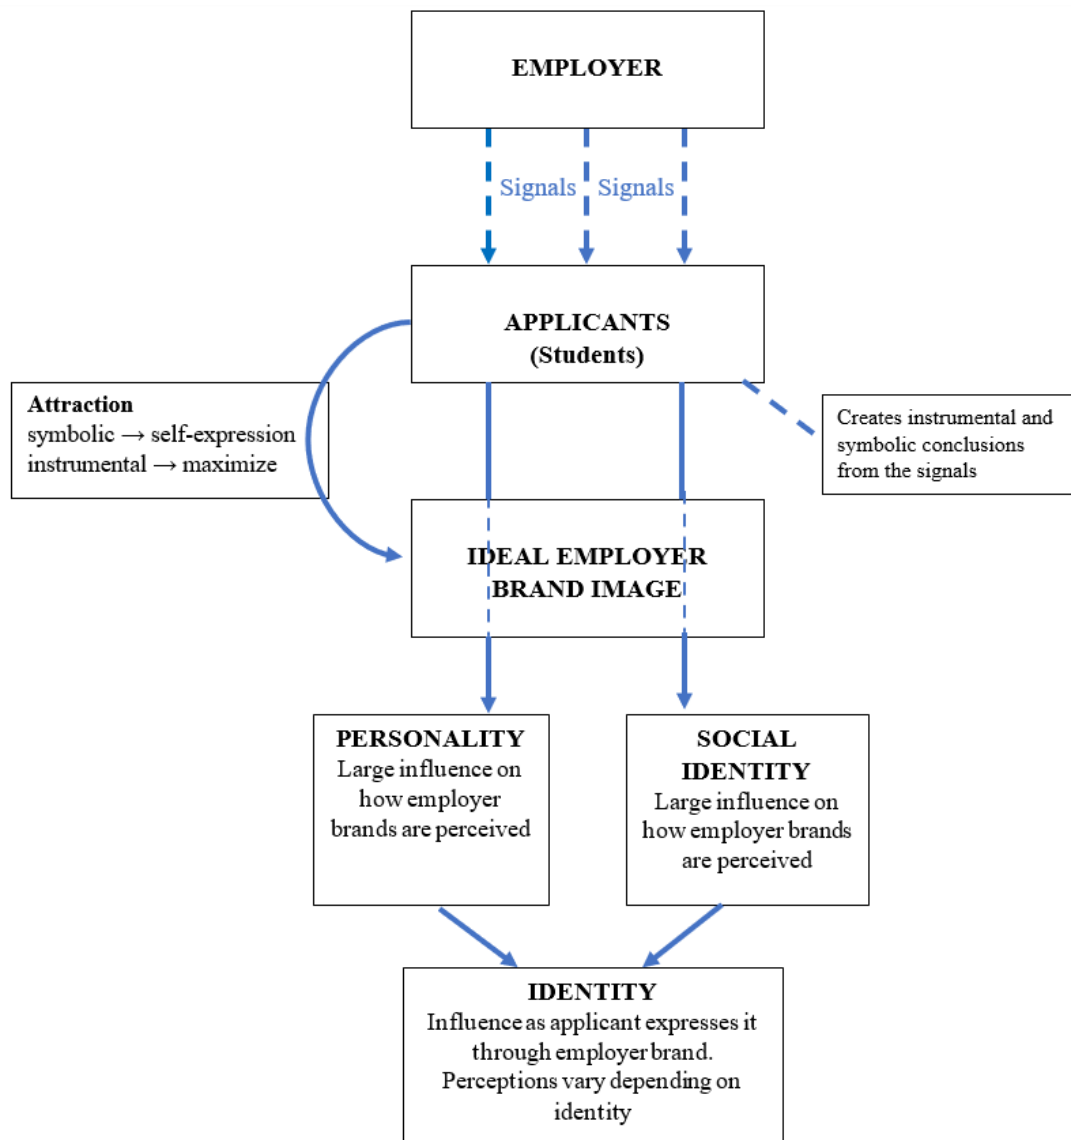 EMPLOYER
Signals Signals
APPLICANTS
(Students)
Attraction
symbolic → self-expression
instrumental → maximize
Creates instrumental and
symbolic conclusions
from the signals
IDEAL EMPLOYER
BRAND IMAGE
PERSONALITY
Large influence on
how employer
brands are perceived
SOCIAL
IDENTITY
Large influence on
how employer brands
are perceived
IDENTITY
Influence as applicant expresses it
through employer brand.
Perceptions vary depending on
identity